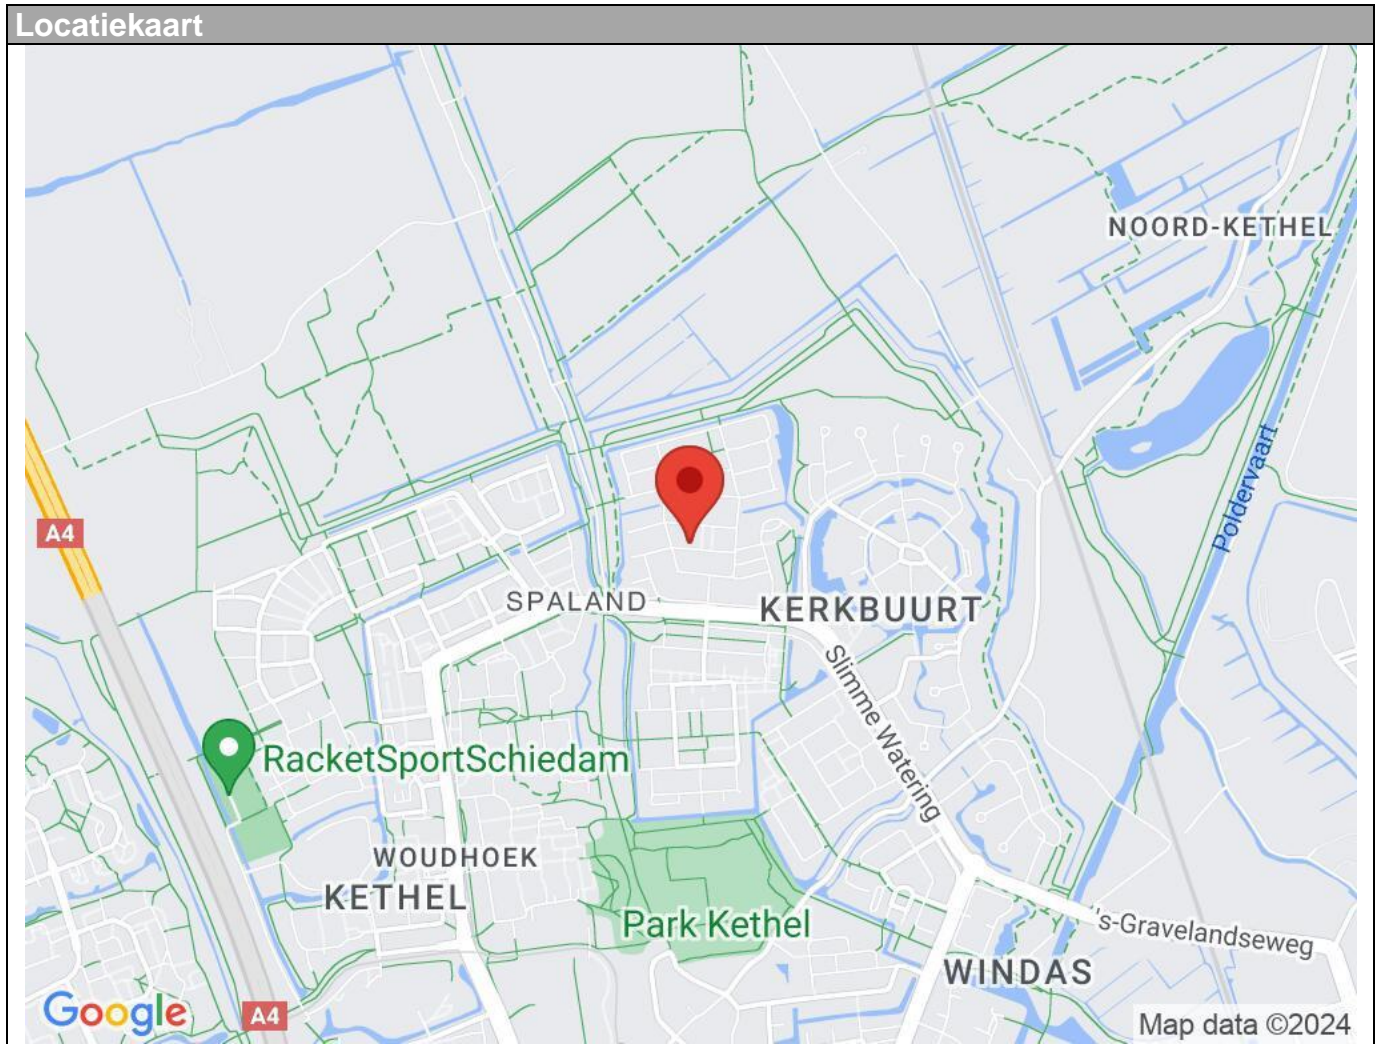 Locatiekaart
NOORD-KETHEL
Poldervaart
A4
SPALAND
KERKBUURT
Slimme Watering
RacketSportSchiedam
WOUDHOEK
KETHEL
Park Kethel
's-Gravelandseweg
WINDAS
Google
A4
Map data ©2024